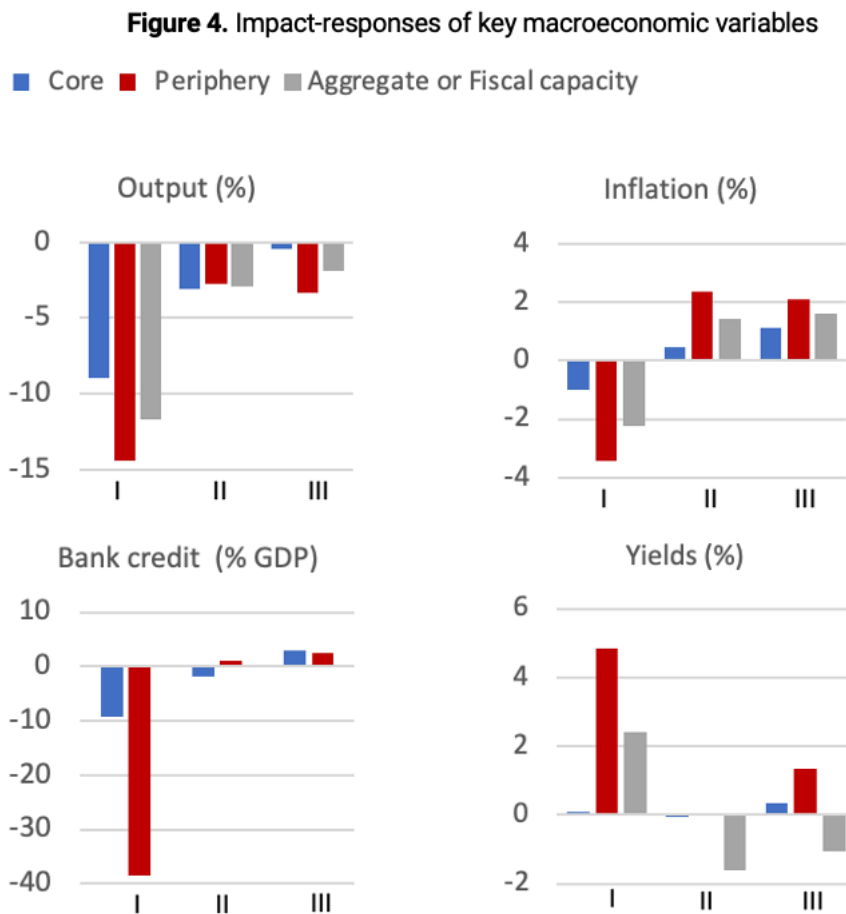 Figure 4. Impact-responses of key macroeconomic variables
Core Periphery Aggregate or Fiscal capacity
Output (%)
0
-5
-10
-15
I II III
Inflation (%)
4
2
0
-2
-4
I II III
Bank credit (% GDP)
10
0
-10
-20
-30
-40
I II III
Yields (%)
6
4
2
0
-2
I II III